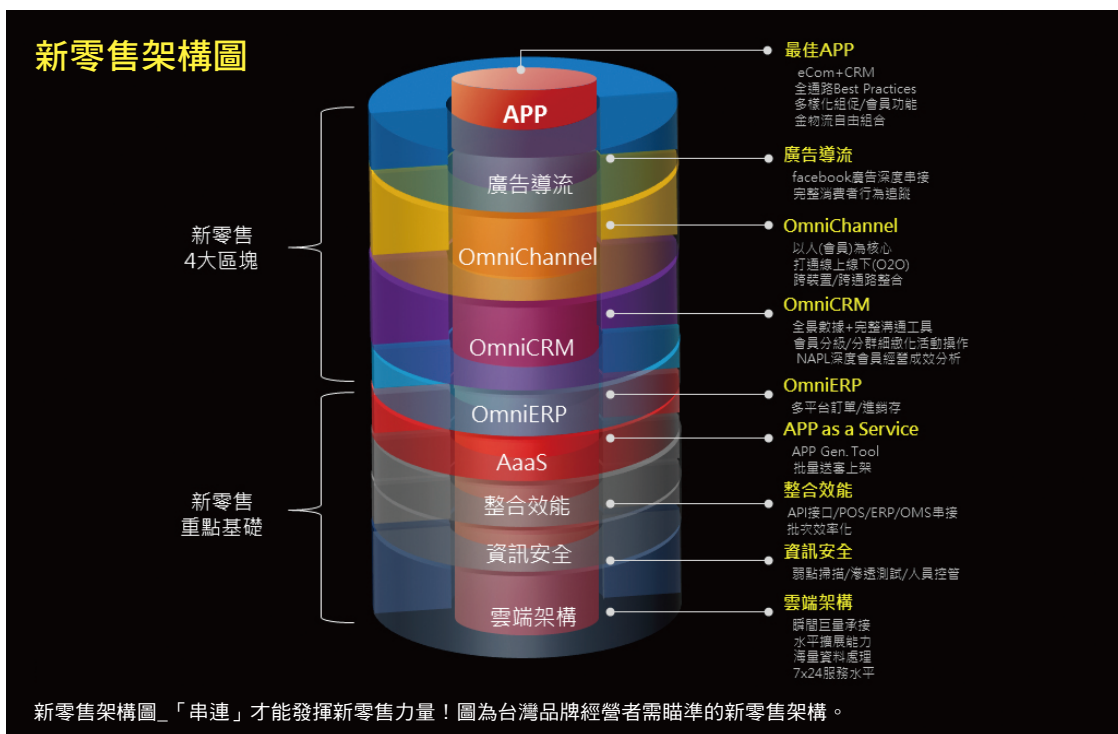 新零售架構圖
新零售
4大區塊
新零售
重點基礎
APP
廣告導流
OmniChannel
OmniCRM
OmniERP
AaaS
整合效能
資訊安全
雲端架構
最佳APP
eCom+CRM
全通路Best Practices
多樣化組促/會員功能
金物流自由組合
廣告導流
facebook廣告深度串接
完整消費者行為追蹤
OmniChannel
以人(會員)為核心
打通線上線下(O2O)
跨裝置/跨通路整合
OmniCRM
全景數據+完整溝通工具
會員分級/分群細緻化活動操作
NAPL深度會員經營成效分析
OmniERP
多平台訂單/進銷存
APP as a Service
APP Gen. Tool
批量送審上架
整合效能
API接口/POS/ERP/OMS串接
批次效率化
資訊安全
弱點掃描/滲透測試/人員控管
雲端架構
瞬間巨量承接
水平擴展能力
海量資料處理
7x24服務水平
新零售架構圖_「串連」才能發揮新零售力量！圖為台灣品牌經營者需瞄準的新零售架構。